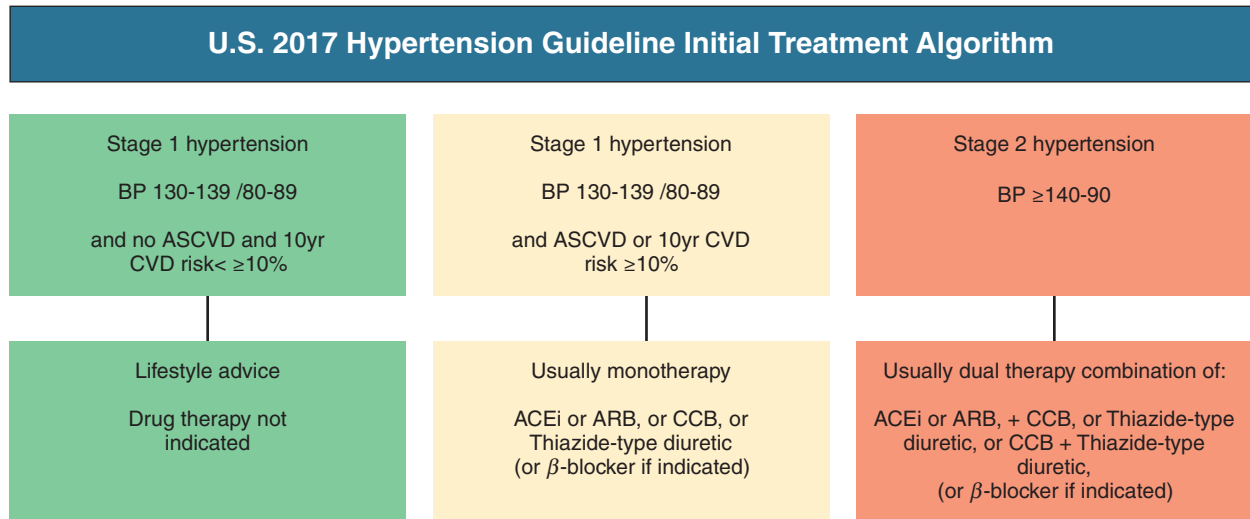 U.S. 2017 Hypertension Guideline Initial Treatment Algorithm
Stage 1 hypertension
BP 130-139 /80-89
and no ASCVD and 10yr
CVD risk< ≥10%
Stage 1 hypertension
BP 130-139 /80-89
and ASCVD or 10yr CVD
risk ≥10%
Stage 2 hypertension
BP ≥140-90
Lifestyle advice
Drug therapy not
indicated
Usually monotherapy
ACEi or ARB, or CCB, or
Thiazide-type diuretic
(or β-blocker if indicated)
Usually dual therapy combination of:
ACEi or ARB, + CCB, or Thiazide-type
diuretic, or CCB + Thiazide-type
diuretic,
(or β-blocker if indicated)